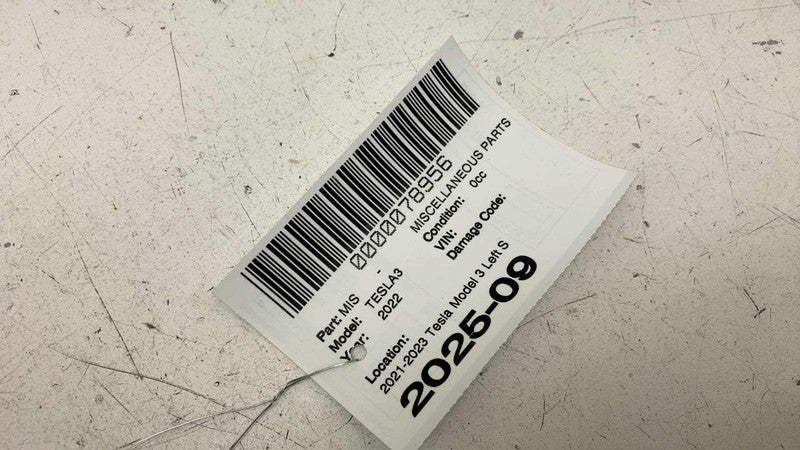 0000078956
Part: MIS - MISCELLANEOUS PARTS
Model: TESLA3 Condition: 0cc
Year: 2022 VIN:
Damage Code:
Location:
2021-2023 Tesla Model 3 Left S
2025-09